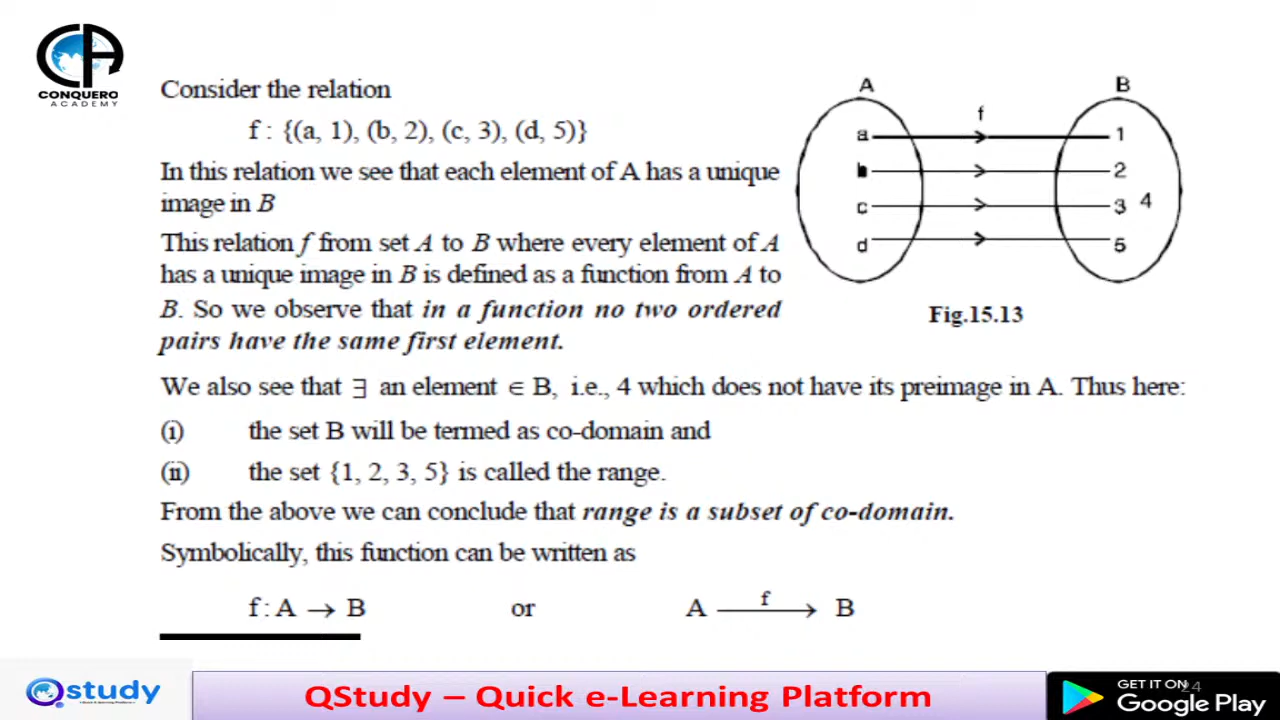 CONQUERO
ACADEMY
Consider the relation
f : {(a, 1), (b, 2), (c, 3), (d, 5)}
In this relation we see that each element of A has a unique
image in B
This relation f from set A to B where every element of A
has a unique image in B is defined as a function from A to
B. So we observe that in a function no two ordered
pairs have the same first element.
A B
f
a 1
b 2
c 3 4
d 5
Fig.15.13
We also see that ∃ an element ∈ B, i.e., 4 which does not have its preimage in A. Thus here:
(i) the set B will be termed as co-domain and
(ii) the set {1, 2, 3, 5} is called the range.
From the above we can conclude that range is a subset of co-domain.
Symbolically, this function can be written as
f : A → B or A f→ B
Qstudy
QStudy – Quick e-Learning Platform
GET IT ON
24
Google Play